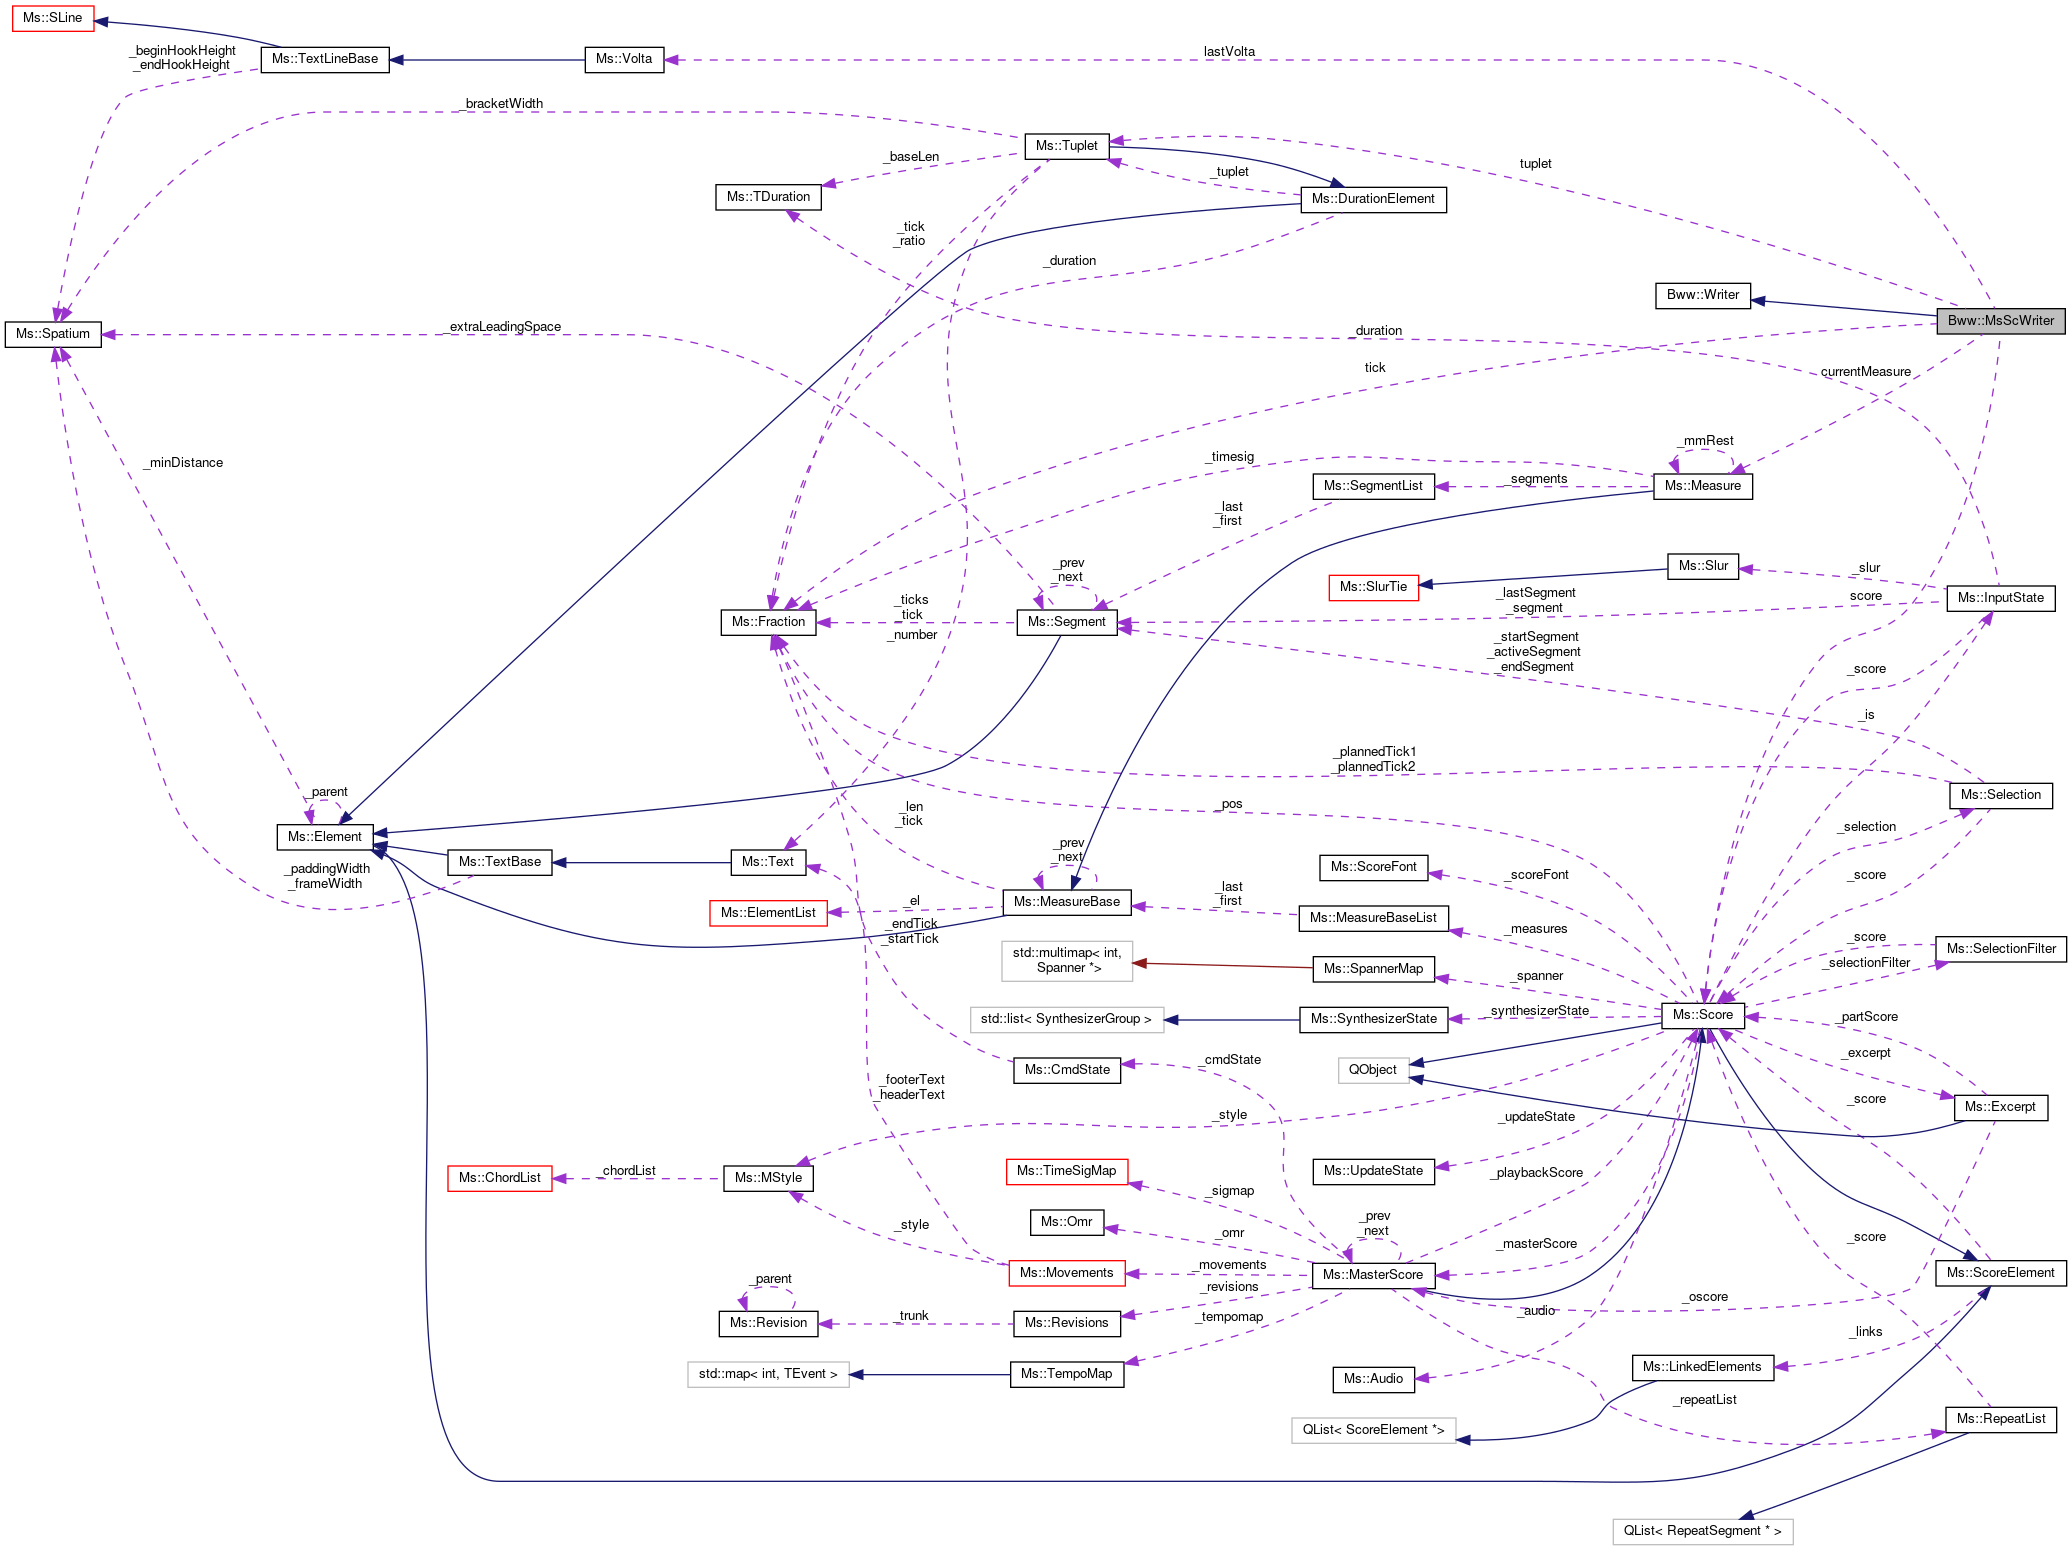 Ms::SLine
_beginHookHeight
_endHookHeight
Ms::TextLineBase
Ms::Volta
lastVolta
_bracketWidth
Ms::Tuplet
tuplet
_baseLen
_tuplet
Ms::TDuration
Ms::DurationElement
_tick
_ratio
_duration
Bww::Writer
Bww::MsScWriter
Ms::Spatium
_extraLeadingSpace
_duration
tick
currentMeasure
_minDistance
_mmRest
_timesig
Ms::SegmentList
_segments
Ms::Measure
_last
_first
_prev
_next
Ms::SlurTie
Ms::Slur
_slur
_lastSegment
_segment
score
Ms::InputState
_ticks
_tick
Ms::Fraction
Ms::Segment
_number
_startSegment
_activeSegment
_endSegment
_score
_is
_plannedTick1
_plannedTick2
_parent
_len
_tick
_pos
Ms::Selection
Ms::Element
_selection
Ms::TextBase
Ms::Text
_prev
_next
Ms::ScoreFont
_scoreFont
_score
_paddingWidth
_frameWidth
Ms::ElementList
_el
Ms::MeasureBase
_last
_first
Ms::MeasureBaseList
_measures
_endTick
_startTick
std::multimap< int,
Spanner *>
Ms::SpannerMap
_spanner
_score
_selectionFilter
Ms::SelectionFilter
std::list< SynthesizerGroup >
Ms::SynthesizerState
_synthesizerState
Ms::Score
_partScore
_cmdState
Ms::CmdState
QObject
_excerpt
_footerText
_headerText
_style
_updateState
_score
Ms::Excerpt
Ms::ChordList
_chordList
Ms::MStyle
Ms::TimeSigMap
_sigmap
Ms::UpdateState
_playbackScore
_style
Ms::Omr
_omr
_prev
_next
_masterScore
_score
_parent
Ms::Movements
_movements
Ms::MasterScore
Ms::ScoreElement
_revisions
_oscore
Ms::Revision
_trunk
Ms::Revisions
_tempomap
_audio
_links
std::map< int, TEvent >
Ms::TempoMap
Ms::Audio
Ms::LinkedElements
_repeatList
QList< ScoreElement *>
Ms::RepeatList
QList< RepeatSegment * >